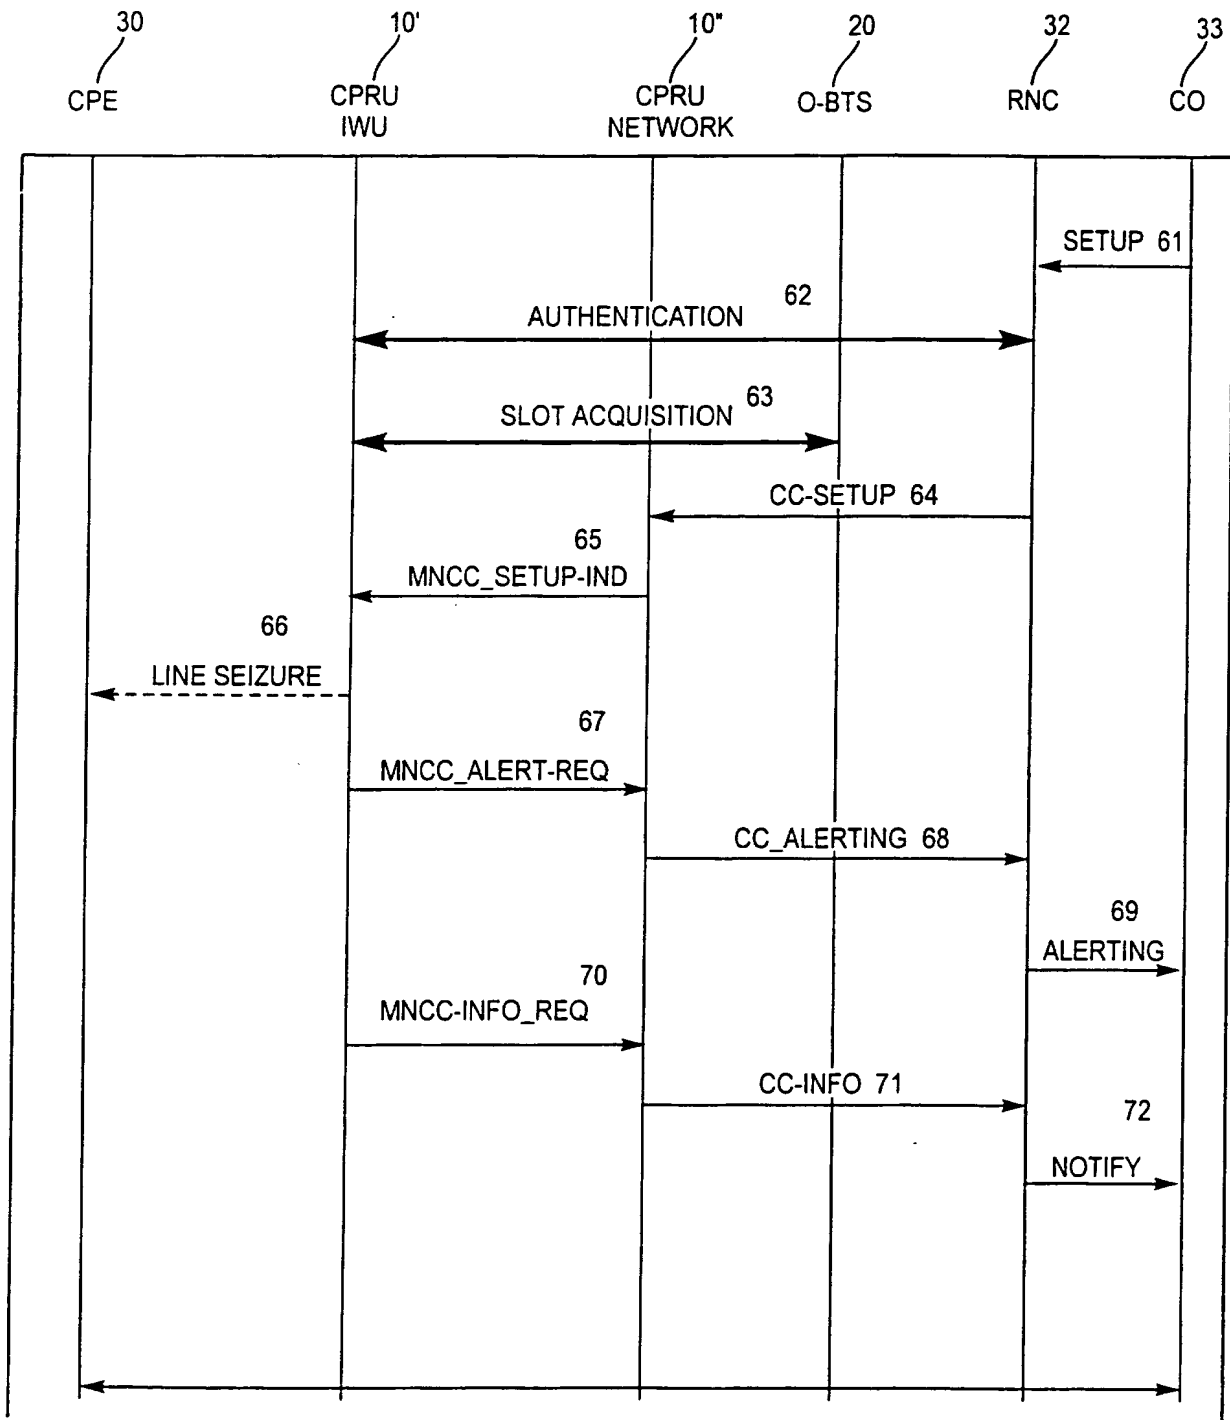 30 10' 10" 20 32 33
CPE CPRU IWU CPRU NETWORK O-BTS RNC CO
SETUP 61
62
AUTHENTICATION
63
SLOT ACQUISITION
CC-SETUP 64
65
MNCC_SETUP-IND
66
LINE SEIZURE
67
MNCC_ALERT-REQ
CC_ALERTING 68
69
ALERTING
70
MNCC-INFO_REQ
CC-INFO 71
72
NOTIFY